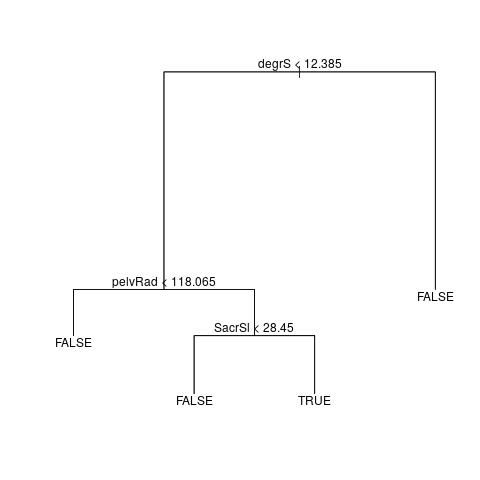 degrS < 12.385
pelvRad < 118.065
FALSE
FALSE
SacrSl < 28.45
FALSE
TRUE